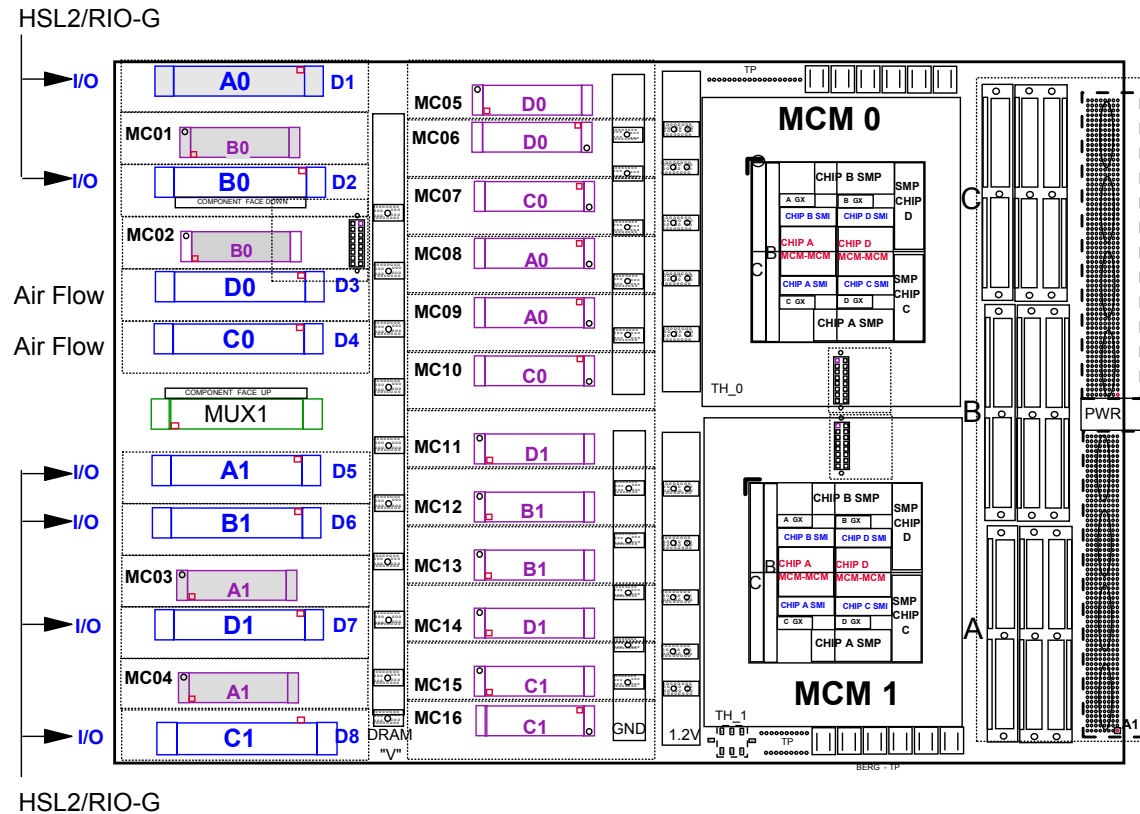 HSL2/RIO-G
I/O
A0 D1
MC01
B0
I/O
B0 D2
COMPONENT FACE DOWN
MC02
B0
D0 D3
Air Flow
C0 D4
Air Flow
COMPONENT FACE UP
MUX1
I/O
A1 D5
I/O
B1 D6
MC03
A1
I/O
D1 D7
MC04
A1
I/O
C1 D8
HSL2/RIO-G
DRAM
"V"
MC05 D0
MC06 D0
MC07 C0
MC08 A0
MC09 A0
MC10 C0
MC11 D1
MC12 B1
MC13 B1
MC14 D1
MC15 C1
MC16 C1
GND
1.2V
TP
MCM 0
CHIP B SMP
SMP
CHIP
D
A GX B GX
CHIP B SMI CHIP D SMI
B
CHIP A CHIP D
MCM-MCM MCM-MCM
C
CHIP A SMI CHIP C SMI
C GX D GX
SMP
CHIP
C
CHIP A SMP
TH_0
CHIP B SMP
SMP
CHIP
D
A GX B GX
CHIP B SMI CHIP D SMI
B
CHIP A CHIP D
MCM-MCM MCM-MCM
C
CHIP A SMI CHIP C SMI
C GX D GX
SMP
CHIP
C
CHIP A SMP
MCM 1
TH_1
TP
BERG - TP
C
B
A
PWR
A1